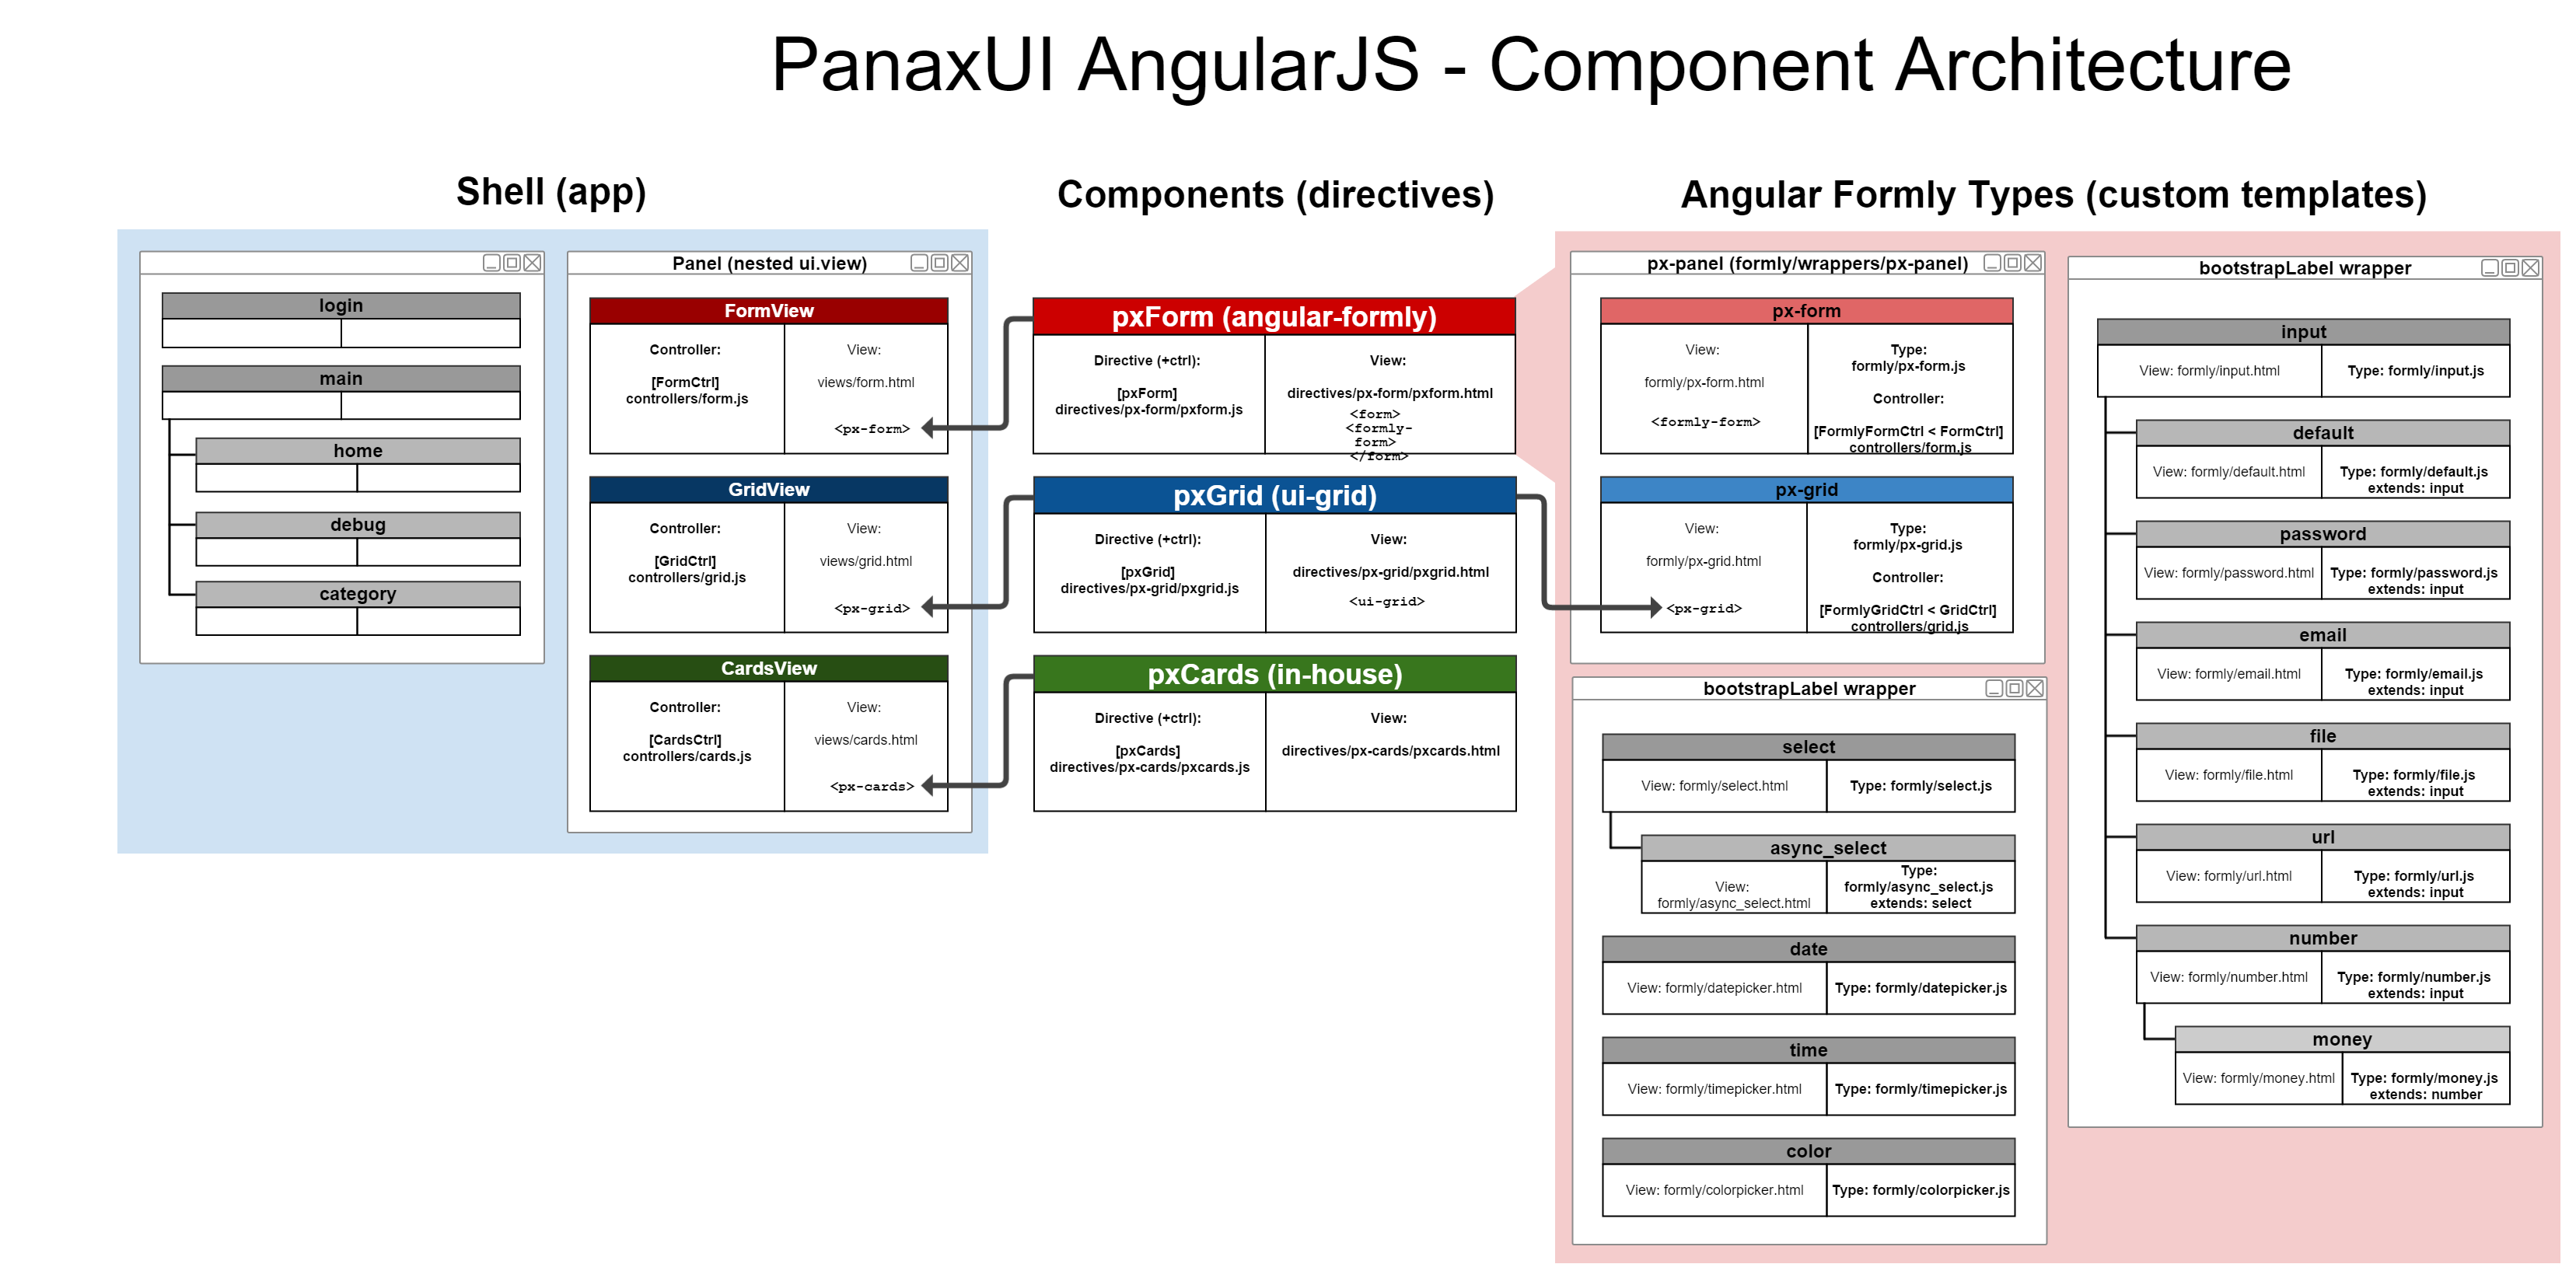 PanaxUI AngularJS - Component Architecture
Shell (app)
login
main
home
debug
category
Panel (nested ui.view)
FormView
Controller:
[FormCtrl]
controllers/form.js
View:
views/form.html
<px-form>
GridView
Controller:
[GridCtrl]
controllers/grid.js
View:
views/grid.html
<px-grid>
CardsView
Controller:
[CardsCtrl]
controllers/cards.js
View:
views/cards.html
<px-cards>
Components (directives)
pxForm (angular-formly)
Directive (+ctrl):
[pxForm]
directives/px-form/pxform.js
View:
directives/px-form/pxform.html
<form>
<formly-
form>
</form>
pxGrid (ui-grid)
Directive (+ctrl):
[pxGrid]
directives/px-grid/pxgrid.js
View:
directives/px-grid/pxgrid.html
<ui-grid>
pxCards (in-house)
Directive (+ctrl):
[pxCards]
directives/px-cards/pxcards.js
View:
directives/px-cards/pxcards.html
Angular Formly Types (custom templates)
px-panel (formly/wrappers/px-panel)
px-form
View:
formly/px-form.html
<formly-form>
Type:
formly/px-form.js
Controller:
[FormlyFormCtrl < FormCtrl]
controllers/form.js
px-grid
View:
formly/px-grid.html
<px-grid>
Type:
formly/px-grid.js
Controller:
[FormlyGridCtrl < GridCtrl]
controllers/grid.js
bootstrapLabel wrapper
select
View: formly/select.html
Type: formly/select.js
async_select
View:
formly/async_select.html
Type:
formly/async_select.js
extends: select
date
View: formly/datepicker.html
Type: formly/datepicker.js
time
View: formly/timepicker.html
Type: formly/timepicker.js
color
View: formly/colorpicker.html
Type: formly/colorpicker.js
bootstrapLabel wrapper
input
View: formly/input.html
Type: formly/input.js
default
View: formly/default.html
Type: formly/default.js
extends: input
password
View: formly/password.html
Type: formly/password.js
extends: input
email
View: formly/email.html
Type: formly/email.js
extends: input
file
View: formly/file.html
Type: formly/file.js
extends: input
url
View: formly/url.html
Type: formly/url.js
extends: input
number
View: formly/number.html
Type: formly/number.js
extends: input
money
View: formly/money.html
Type: formly/money.js
extends: number